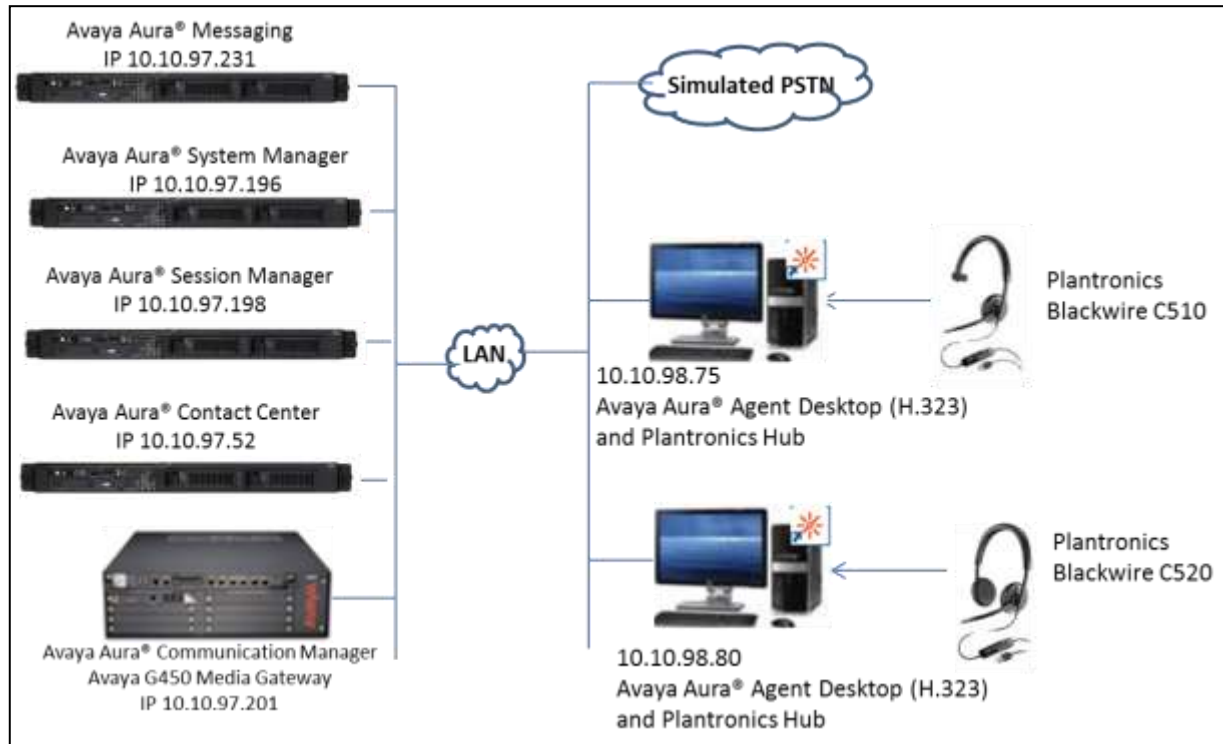 Avaya Aura® Messaging
IP 10.10.97.231
Avaya Aura® System Manager
IP 10.10.97.196
Avaya Aura® Session Manager
IP 10.10.97.198
Avaya Aura® Contact Center
IP 10.10.97.52
Avaya Aura® Communication Manager
Avaya G450 Media Gateway
IP 10.10.97.201
LAN
Simulated PSTN
10.10.98.75
Avaya Aura® Agent Desktop (H.323)
and Plantronics Hub
Plantronics
Blackwire C510
10.10.98.80
Avaya Aura® Agent Desktop (H.323)
and Plantronics Hub
Plantronics
Blackwire C520